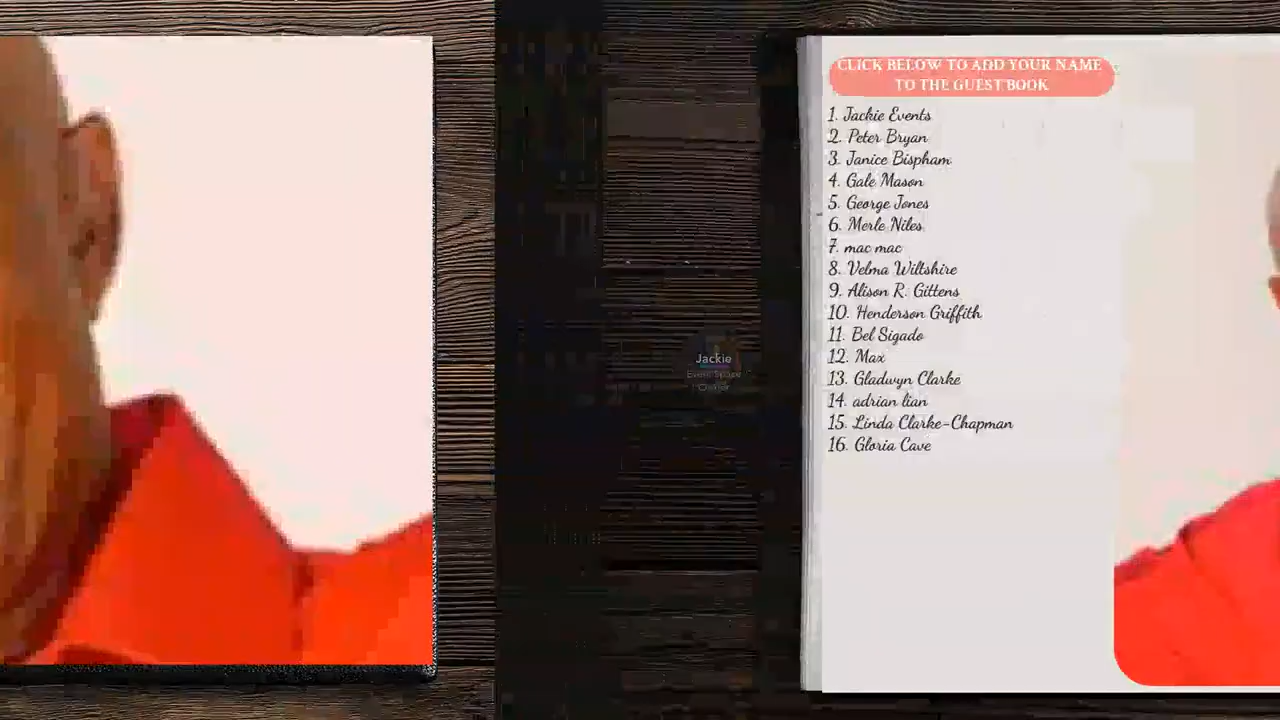 CLICK BELOW TO ADD YOUR NAME
TO THE GUEST BOOK
1. Jackie Events
2. Peter Bryan
3. Janice Bispham
4. Gale Mason
5. George Jones
6. Merle Niles
7. mac mac
8. Velma Wiltshire
9. Alison R. Gittens
10. Henderson Griffith
11. Bel Sigado
12. Max
13. Gladwyn Clarke
14. adrian lian
15. Linda Clarke-Chapman
16. Gloria Cave
Jackie
Event Space
Owner